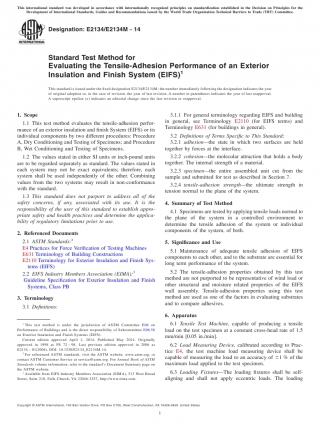 This international standard was developed in accordance with internationally recognized principles on standardization established in the Decision on Principles for the
Development of International Standards, Guides and Recommendations issued by the World Trade Organization Technical Barriers to Trade (TBT) Committee.
Designation: E2134/E2134M − 14
Standard Test Method for
Evaluating the Tensile-Adhesion Performance of an Exterior
Insulation and Finish System (EIFS)1
This standard is issued under the fixed designation E2134/E2134M; the number immediately following the designation indicates the year
of original adoption or, in the case of revision, the year of last revision. A number in parentheses indicates the year of last reapproval.
A superscript epsilon (ε) indicates an editorial change since the last revision or reapproval.
1. Scope
1.1 This test method evaluates the tensile-adhesion perfor-
mance of an exterior insulation and finish System (EIFS) or its
individual components by two different procedures: Procedure
A, Dry Conditioning and Testing of Specimens; and Procedure
B, Wet Conditioning and Testing of Specimens.
1.2 The values stated in either SI units or inch-pound units
are to be regarded separately as standard. The values stated in
each system may not be exact equivalents; therefore, each
system shall be used independently of the other. Combining
values from the two systems may result in non-conformance
with the standard.
1.3 This standard does not purport to address all of the
safety concerns, if any, associated with its use. It is the
responsibility of the user of this standard to establish appro-
priate safety and health practices and determine the applica-
bility of regulatory limitations prior to use.
2. Referenced Documents
2.1 ASTM Standards:2
E4 Practices for Force Verification of Testing Machines
E631 Terminology of Building Constructions
E2110 Terminology for Exterior Insulation and Finish Sys-
tems (EIFS)
2.2 EIFS Industry Members Association (EIMA):3
Guideline Specification for Exterior Insulation and Finish
Systems, Class PB
3. Terminology
3.1 Definitions:
1 This test method is under the jurisdiction of ASTM Committee E06 on
Performance of Buildings and is the direct responsibility of Subcommittee E06.58
on Exterior Insulation and Finish Systems (EIFS).
Current edition approved April 1, 2014. Published May 2014. Originally
approved in
2 For referenced ASTM standards, visit the ASTM website, www.astm.org, or
contact ASTM Customer Service at service@astm.org. For Annual Book of ASTM
Standards volume information, refer to the standard's Document Summary page on
the ASTM website.
3 Available from EIFS Industry Members Association (EIMA),
3.1.1 For general terminology regarding EIFS and building
in general, see Terminology E2110 (for EIFS terms) and
Terminology E631 (for buildings in general).
3.2 Definitions of Terms Specific to This Standard:
3.2.1 adhesion—the state in which two surfaces are held
together by forces at the interface.
3.2.2 cohesion—the molecular attraction that holds a body
together. The internal strength of a material.
3.2.3 specimen—the entire assembled unit cut from the
sample and submitted for test as described in Section 7.
3.2.4 tensile-adhesion strength—the ultimate strength in
tension normal to the plane of the system.
4. Summary of Test Method
4.1 Specimens are tested by applying tensile loads normal to
the plane of the system in a controlled environment to
determine the tensile adhesion of the system or individual
components of the system, or both.
5. Significance and Use
5.1 Maintenance of adequate tensile adhesion of EIFS
components to each other, and to the substrate are essential for
long term performance of the system.
5.2 The tensile-adhesion properties obtained by this test
method are not purported to be representative of wind load or
other structural and moisture related properties of the EIFS
wall assembly. Tensile-adhesion properties using this test
method are used as one of the factors in evaluating substrates
and to compare adhesives.
6. Apparatus
6.1 Tensile Test Machine, capable of producing a tensile
load on the test specimen at a constant cross-head rate of 1.5
mm/min [0.05 in./min].
6.2 Load Measuring Device, calibrated according to Prac-
tice E4, the test machine load measuring device shall be
capable of measuring the load to an accuracy of ±1 % of the
maximum load applied to the test specimen.
6.3 Loading Fixtures—The loading fixtures shall be self-
aligning and shall not apply eccentric loads. The loading
Copyright © ASTM International, 100 Barr Harbor Drive, PO Box C700, West Conshohocken, PA 19428-2959. United States
1